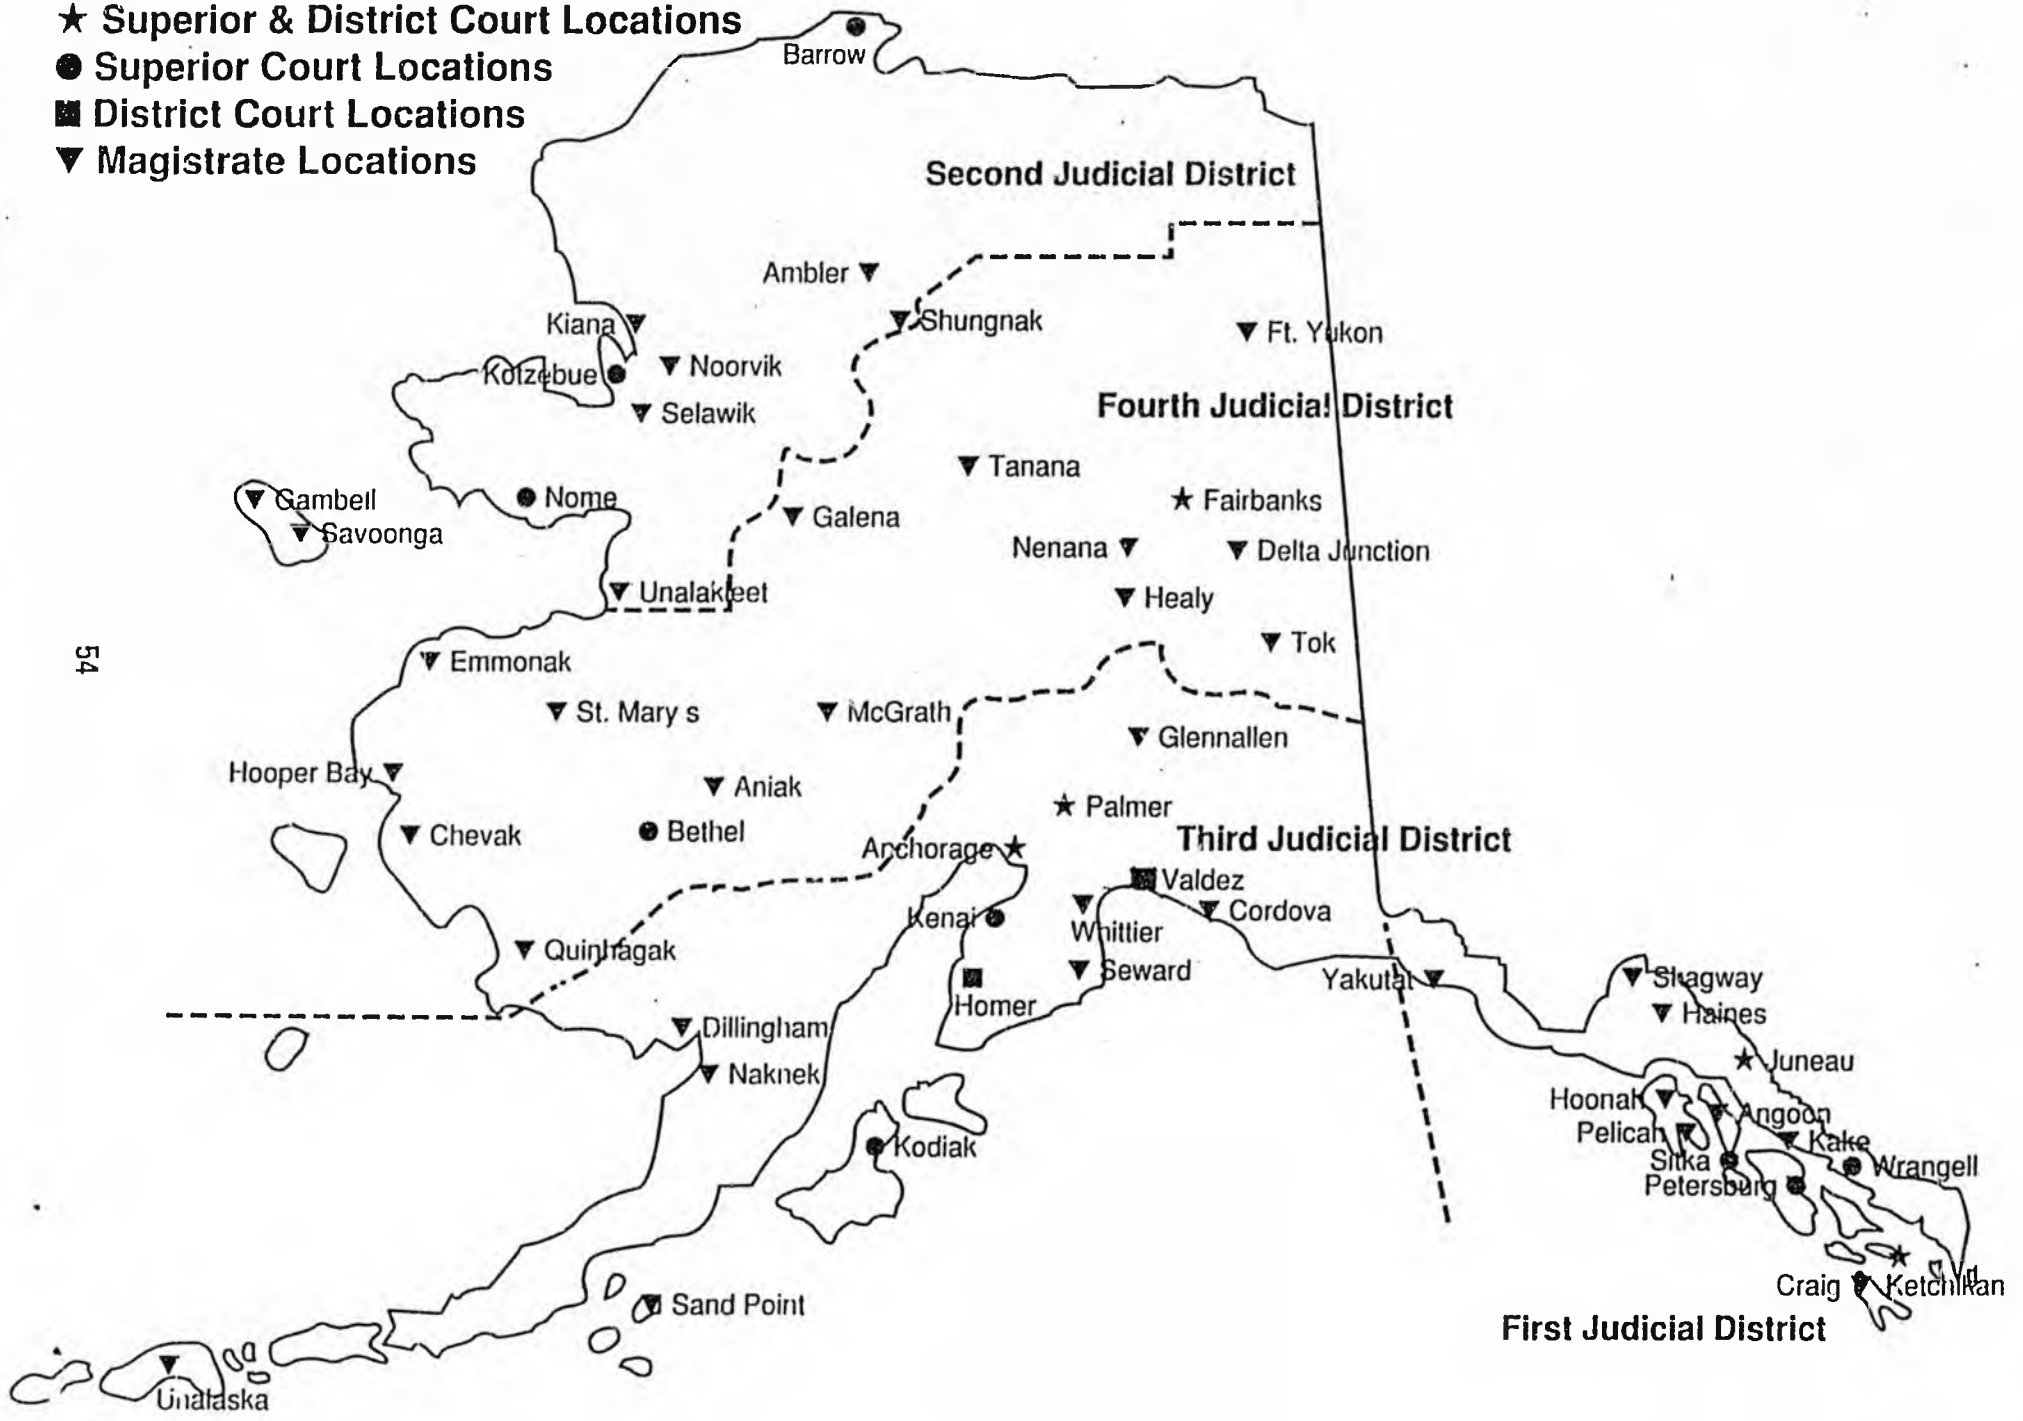 ★ Superior & District Court Locations
● Superior Court Locations
■ District Court Locations
▼ Magistrate Locations
Barrow
Second Judicial District
Ambler
Kiana
Shungnak
Ft. Yukon
Noorvik
Kotzebue
Selawik
Fourth Judicial District
Tanana
Gambell
Nome
Fairbanks
Savoonga
Galena
Nenana
Delta Junction
Unalakleet
Healy
Tok
54
Emmonak
St. Mary s
McGrath
Glennallen
Hooper Bay
Aniak
Palmer
Chevak
Bethel
Anchorage
Third Judicial District
Valdez
Kenai
Cordova
Whittier
Quinhagak
Seward
Yakutat
Skagway
Homer
Haines
Dillingham
Juneau
Naknek
Hoonah
Angoon
Pelican
Kake
Kodiak
Sitka
Wrangell
Petersburg
Craig
Ketchikan
Sand Point
First Judicial District
Unalaska